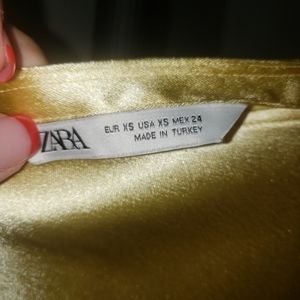 ZARA
EUR XS USA XS MEX 24
MADE IN TURKEY